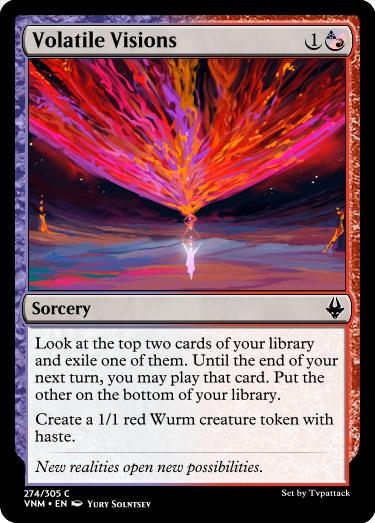 Volatile Visions 1
Sorcery
Look at the top two cards of your library
and exile one of them. Until the end of your
next turn, you may play that card. Put the
other on the bottom of your library.
Create a 1/1 red Wurm creature token with
haste.
New realities open new possibilities.
274/305 C
VNM • EN Yury Solntsev
Set by Tvpattack